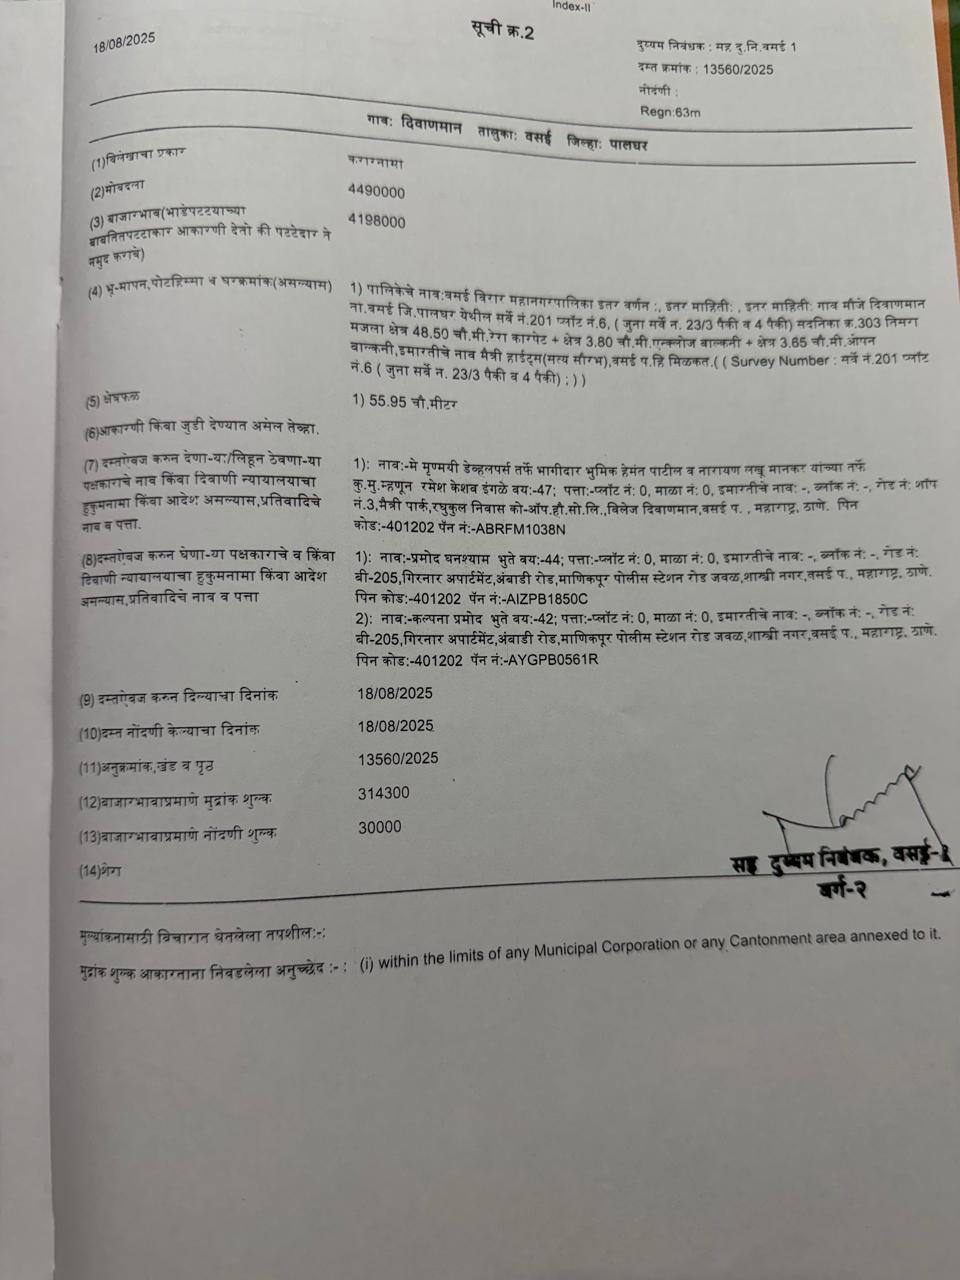 Index-II
सूची क्र.2
18/08/2025
दुय्यम निबंधक : सह दु.नि.वसई 1
दस्त क्रमांक : 13560/2025
नोदंणी :
Regn:63m
गाव: दिवाणमान तालुका: वसई जिल्हा: पालघर
(1)विलेखाचा प्रकार
करारनामा
(2)मोबदला
4490000
(3) बाजारभाव(भाडेपटटयाच्या
बाबतितपटटाकार आकारणी देतो की पटटेदार ने
नमुद करावे)
4198000
(4) भू-मापन,पोटहिस्सा व घरक्रमांक(असल्यास)
1) पालिकेचे नाव:वसई विरार महानगरपालिका इतर वर्णन :, इतर माहिती: , इतर माहिती: गाव मौजे दिवाणमान
ता.वसई जि.पालघर येथील सर्वे नं.201 प्लॉट नं.6, ( जुना सर्वे न. 23/3 पैकी व 4 पैकी) सदनिका क्र.303 तिसरा
मजला क्षेत्र 48.50 चौ.मी.रेरा कारपेट + क्षेत्र 3.80 चौ.मी.एन्क्लोज बाल्कनी + क्षेत्र 3.65 चौ.मी.ओपन
बाल्कनी,इमारतीचे नाव मैत्री हाईट्स(मत्य सौरभ),वसई प.हि मिळकत.( ( Survey Number : सर्वे नं.201 प्लॉट
नं.6 ( जुना सर्वे न. 23/3 पैकी व 4 पैकी) ; ) )
(5) क्षेत्रफळ
1) 55.95 चौ.मीटर
(6)आकारणी किंवा जुडी देण्यात असेल तेव्हा.
(7) दस्तऐवज करुन देणा-या/लिहून ठेवणा-या
पक्षकाराचे नाव किंवा दिवाणी न्यायालयाचा
हुकुमनामा किंवा आदेश असल्यास,प्रतिवादिचे
नाव व पत्ता.
1): नाव:-मे मृण्मयी डेव्हलपर्स तर्फे भागीदार भुमिक हेमंत पाटील व नारायण लखू मानकर यांच्या तर्फे
कु.मु.म्हणून रमेश केशव इंगळे वय:-47; पत्ता:-प्लॉट नं: 0, माळा नं: 0, इमारतीचे नाव: -, ब्लॉक नं: -, रोड नं: शॉप
नं.3,मैत्री पार्क,रघुकुल निवास को-ऑप.हौ.सो.लि.,विलेज दिवाणमान,वसई प. , महाराष्ट्र, ठाणे. पिन
कोड:-401202 पॅन नं:-ABRFM1038N
(8)दस्तऐवज करुन घेणा-या पक्षकाराचे व किंवा
दिवाणी न्यायालयाचा हुकुमनामा किंवा आदेश
असल्यास,प्रतिवादिचे नाव व पत्ता
1): नाव:-प्रमोद घनश्याम भुते वय:-44; पत्ता:-प्लॉट नं: 0, माळा नं: 0, इमारतीचे नाव: -, ब्लॉक नं: -, रोड नं:
बी-205,गिरनार अपार्टमेंट,अंबाडी रोड,माणिकपूर पोलीस स्टेशन रोड जवळ,शास्त्री नगर,वसई प., महाराष्ट्र, ठाणे.
पिन कोड:-401202 पॅन नं:-AIZPB1850C
2): नाव:-कल्पना प्रमोद भुते वय:-42; पत्ता:-प्लॉट नं: 0, माळा नं: 0, इमारतीचे नाव: -, ब्लॉक नं: -, रोड नं:
बी-205,गिरनार अपार्टमेंट,अंबाडी रोड,माणिकपूर पोलीस स्टेशन रोड जवळ,शास्त्री नगर,वसई प., महाराष्ट्र, ठाणे.
पिन कोड:-401202 पॅन नं:-AYGPB0561R
(9) दस्तऐवज करुन दिल्याचा दिनांक
18/08/2025
(10)दस्त नोंदणी केल्याचा दिनांक
18/08/2025
(11)अनुक्रमांक,खंड व पृष्ठ
13560/2025
(12)बाजारभावाप्रमाणे मुद्रांक शुल्क
314300
(13)बाजारभावाप्रमाणे नोंदणी शुल्क
30000
(14)शेरा
सह दुय्यम निबंधक, वसई-१
वर्ग-२
मुल्यांकनासाठी विचारात घेतलेला तपशील:-:
मुद्रांक शुल्क आकारताना निवडलेला अनुच्छेद :- : (i) within the limits of any Municipal Corporation or any Cantonment area annexed to it.